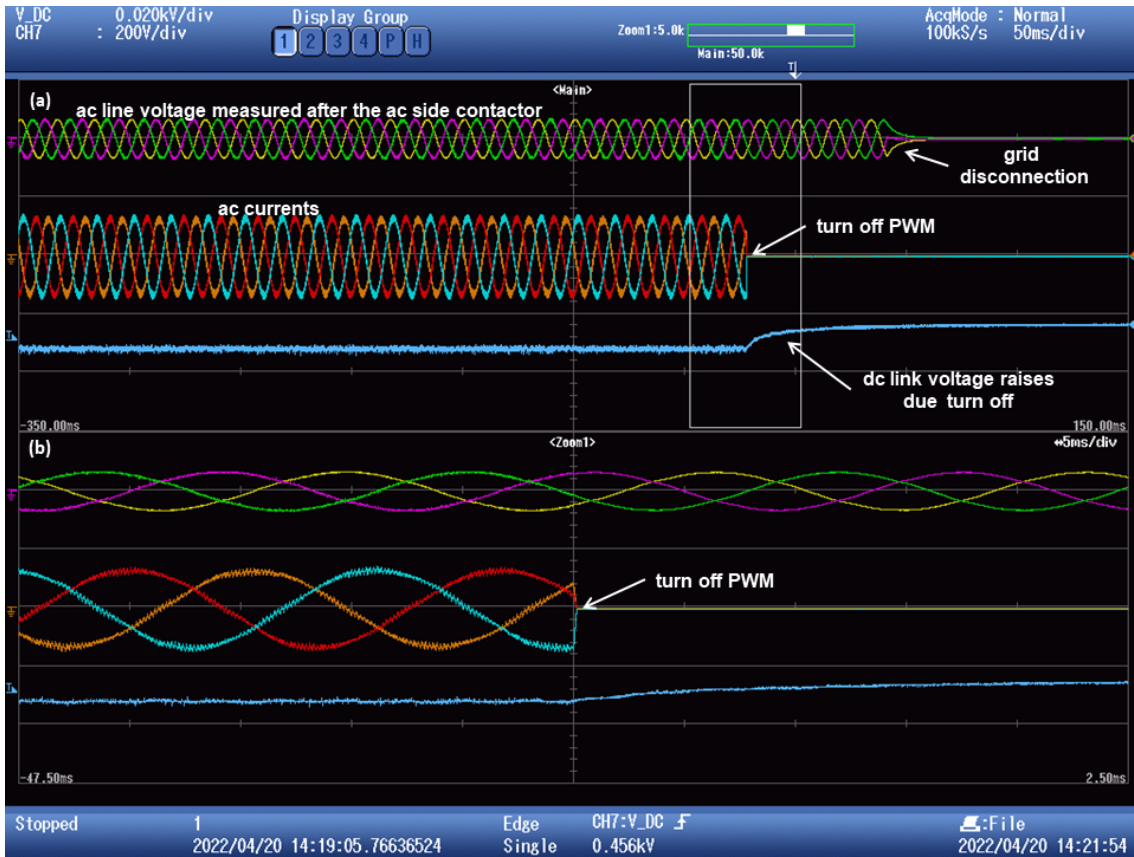 V_DC 0.020kV/div
CH7 : 200V/div
Display Group
1 2 3 4 P H
Zoom1:5.0k
Main:50.0k
AcqMode : Normal
100kS/s 50ms/div
(a)
<Main>
ac line voltage measured after the ac side contactor
grid
disconnection
ac currents
turn off PWM
dc link voltage raises
due turn off
-350.00ms
150.00ms
(b)
<Zoom1>
5ms/div
turn off PWM
-47.50ms
2.50ms
Stopped
1
2022/04/20 14:19:05.76636524
Edge CH7:V_DC
Single 0.456kV
:File
2022/04/20 14:21:54